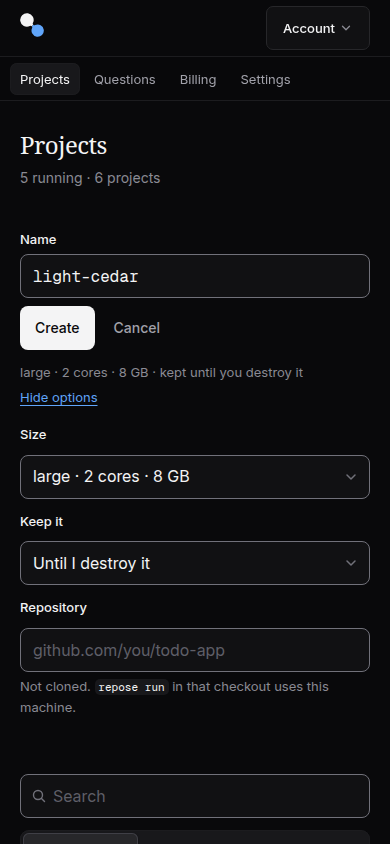 Account
Projects
Questions
Billing
Settings
Projects
5 running · 6 projects
Name
light-cedar
Create
Cancel
large · 2 cores · 8 GB · kept until you destroy it
Hide options
Size
large · 2 cores · 8 GB
Keep it
Until I destroy it
Repository
github.com/you/todo-app
Not cloned. repose run in that checkout uses this
machine.
Search